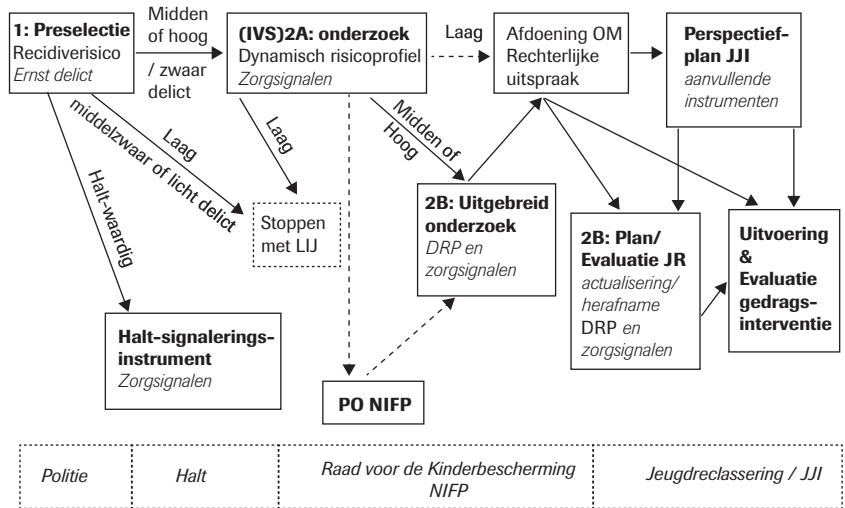 1: Preselectie
Recidiverisico
Ernst delict
Midden
of hoog
/ zwaar
delict
(IVS)2A: onderzoek
Dynamisch risicoprofiel
Zorgsignalen
Laag
Afdoening OM
Rechterlijke
uitspraak
Perspectief-
plan JJI
aanvullende
instrumenten
Laag
middelzwaar of licht delict
Halt-waardig
Laag
Midden of
Hoog
Stoppen
met LIJ
2B: Uitgebreid
onderzoek
DRP en
zorgsignalen
2B: Plan/
Evaluatie JR
actualisering/
herafname
DRP en
zorgsignalen
Uitvoering
&
Evaluatie
gedrags-
interventie
Halt-signalerings-
instrument
Zorgsignalen
PO NIFP
Politie
Halt
Raad voor de Kinderbescherming
NIFP
Jeugdreclassering / JJI